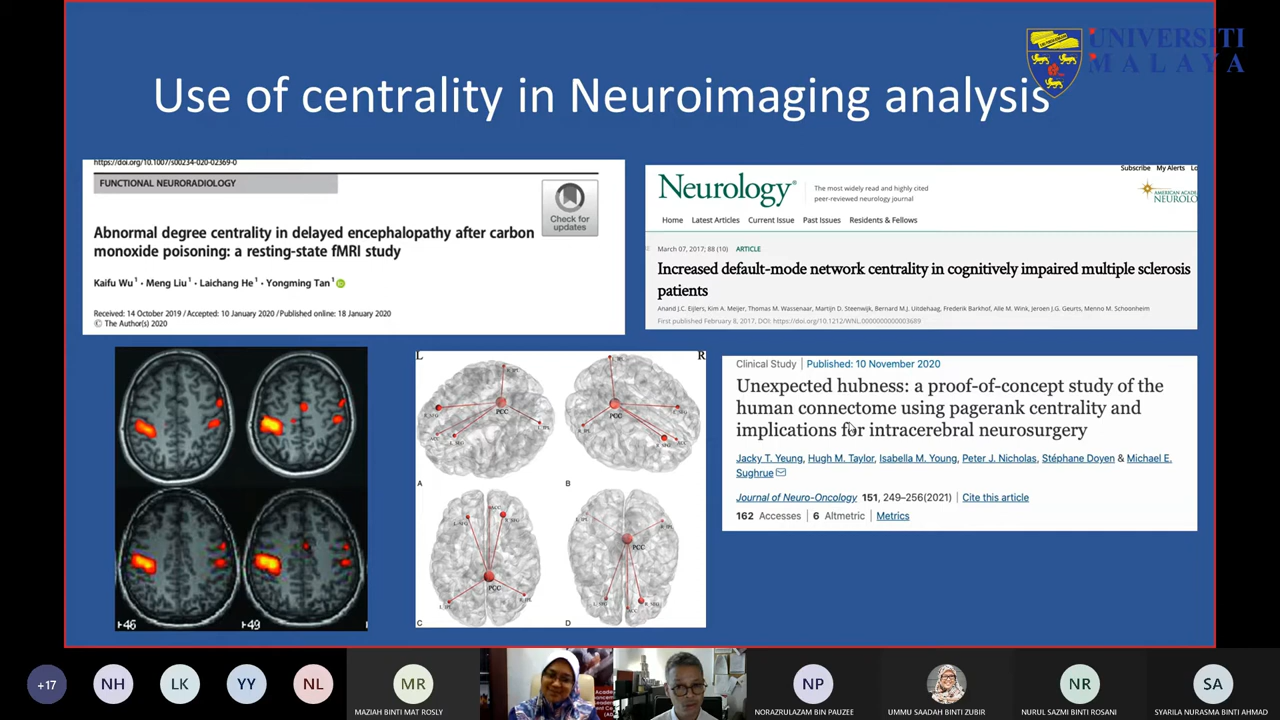 UNIVERSITI
MALAYA
Use of centrality in Neuroimaging analysis
https://doi.org/10.1007/s00234-020-02369-0
FUNCTIONAL NEURORADIOLOGY
Check for
updates
Abnormal degree centrality in delayed encephalopathy after carbon
monoxide poisoning: a resting-state fMRI study
Kaifu Wu1 · Meng Liu1 · Laichang He1 · Yongming Tan1
Received: 14 October 2019 / Accepted: 10 January 2020 / Published online: 18 January 2020
© The Author(s) 2020
Subscribe My Alerts
Neurology®
The most widely read and highly cited
peer-reviewed neurology journal
AMERICAN
NEUROLO
Home Latest Articles Current Issue Past Issues Residents & Fellows
March 07, 2017; 88 (10) ARTICLE
Increased default-mode network centrality in cognitively impaired multiple sclerosis
patients
Anand J.C. Eijlers, Kim A. Meijer, Thomas M. Wassenaar, Martijn D. Steenwijk, Bernard M.J. Uitdehaag, Frederik Barkhof, Alle M. Wink, Jeroen J.G. Geurts, Menno M. Schoonheim
First published February 8, 2017, DOI: https://doi.org/10.1212/WNL.0000000000003689
+46
+49
L
R
PCC
PCC
A
B
PCC
PCC
C
D
Clinical Study | Published: 10 November 2020
Unexpected hubness: a proof-of-concept study of the
human connectome using pagerank centrality and
implications for intracerebral neurosurgery
Jacky T. Yeung, Hugh M. Taylor, Isabella M. Young, Peter J. Nicholas, Stéphane Doyen & Michael E.
Sughrue
Journal of Neuro-Oncology 151, 249–256(2021) | Cite this article
162 Accesses | 6 Altmetric | Metrics
+17
NH
LK
YY
NL
MR
MAZIAH BINTI MAT ROSLY
NP
NORAZRULAZAM BIN PAUZEE
UMMU SAADAH BINTI ZUBIR
NR
NURUL SAZMI BINTI ROSANI
SA
SYARILA NURASMA BINTI AHMAD